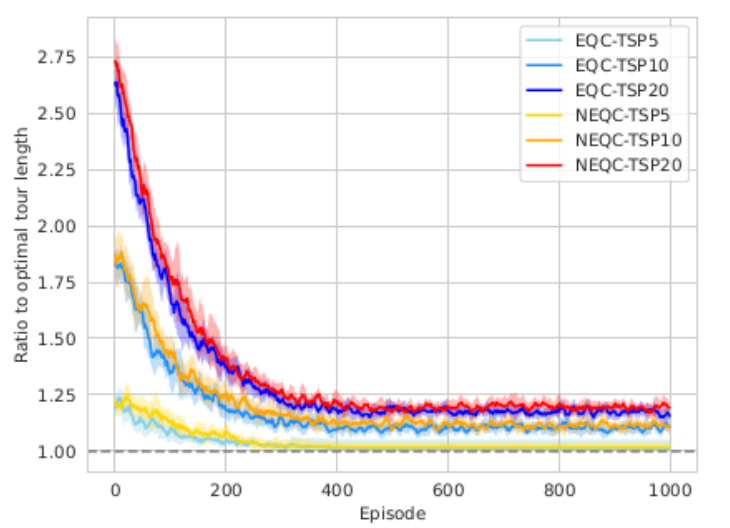 2.75
2.50
2.25
2.00
1.75
1.50
1.25
1.00
Ratio to optimal tour length
EQC-TSP5
EQC-TSP10
EQC-TSP20
NEQC-TSP5
NEQC-TSP10
NEQC-TSP20
0 200 400 600 800 1000
Episode